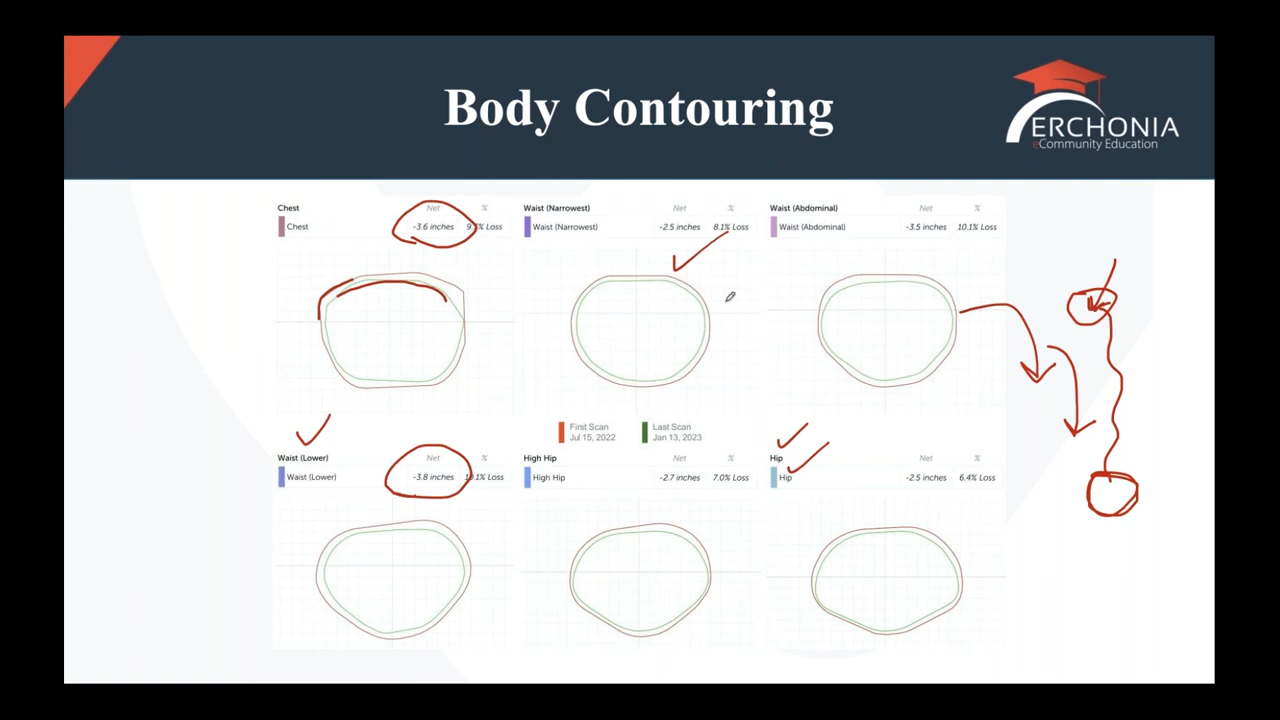 Body Contouring
ERCHONIA
eCommunity Education
Chest Net %
Chest -3.6 inches Loss
Waist (Narrowest) Net %
Waist (Narrowest) -2.5 inches 8.1% Loss
Waist (Abdominal) Net %
Waist (Abdominal) -3.5 inches 10.1% Loss
First Scan
Jul 15, 2022
Last Scan
Jan 13, 2023
Waist (Lower) Net %
Waist (Lower) -3.8 inches Loss
High Hip Net %
High Hip -2.7 inches 7.0% Loss
Hip Net %
Hip -2.5 inches 6.4% Loss